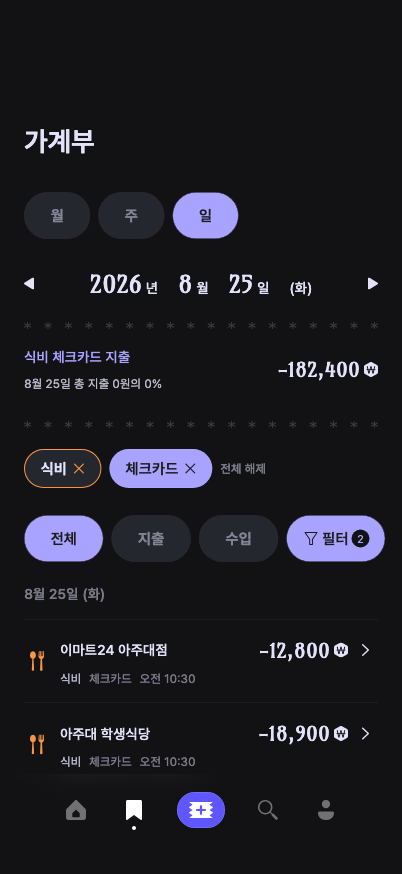 가계부
월 주 일
2026 년 8 월 25 일 (화)
식비 체크카드 지출
-182,400 ₩
8월 25일 총 지출 0원의 0%
식비 체크카드 전체 해제
전체 지출 수입 필터 2
8월 25일 (화)
이마트24 아주대점 -12,800 ₩
식비 체크카드 오전 10:30
아주대 학생식당 -18,900 ₩
식비 체크카드 오전 10:30